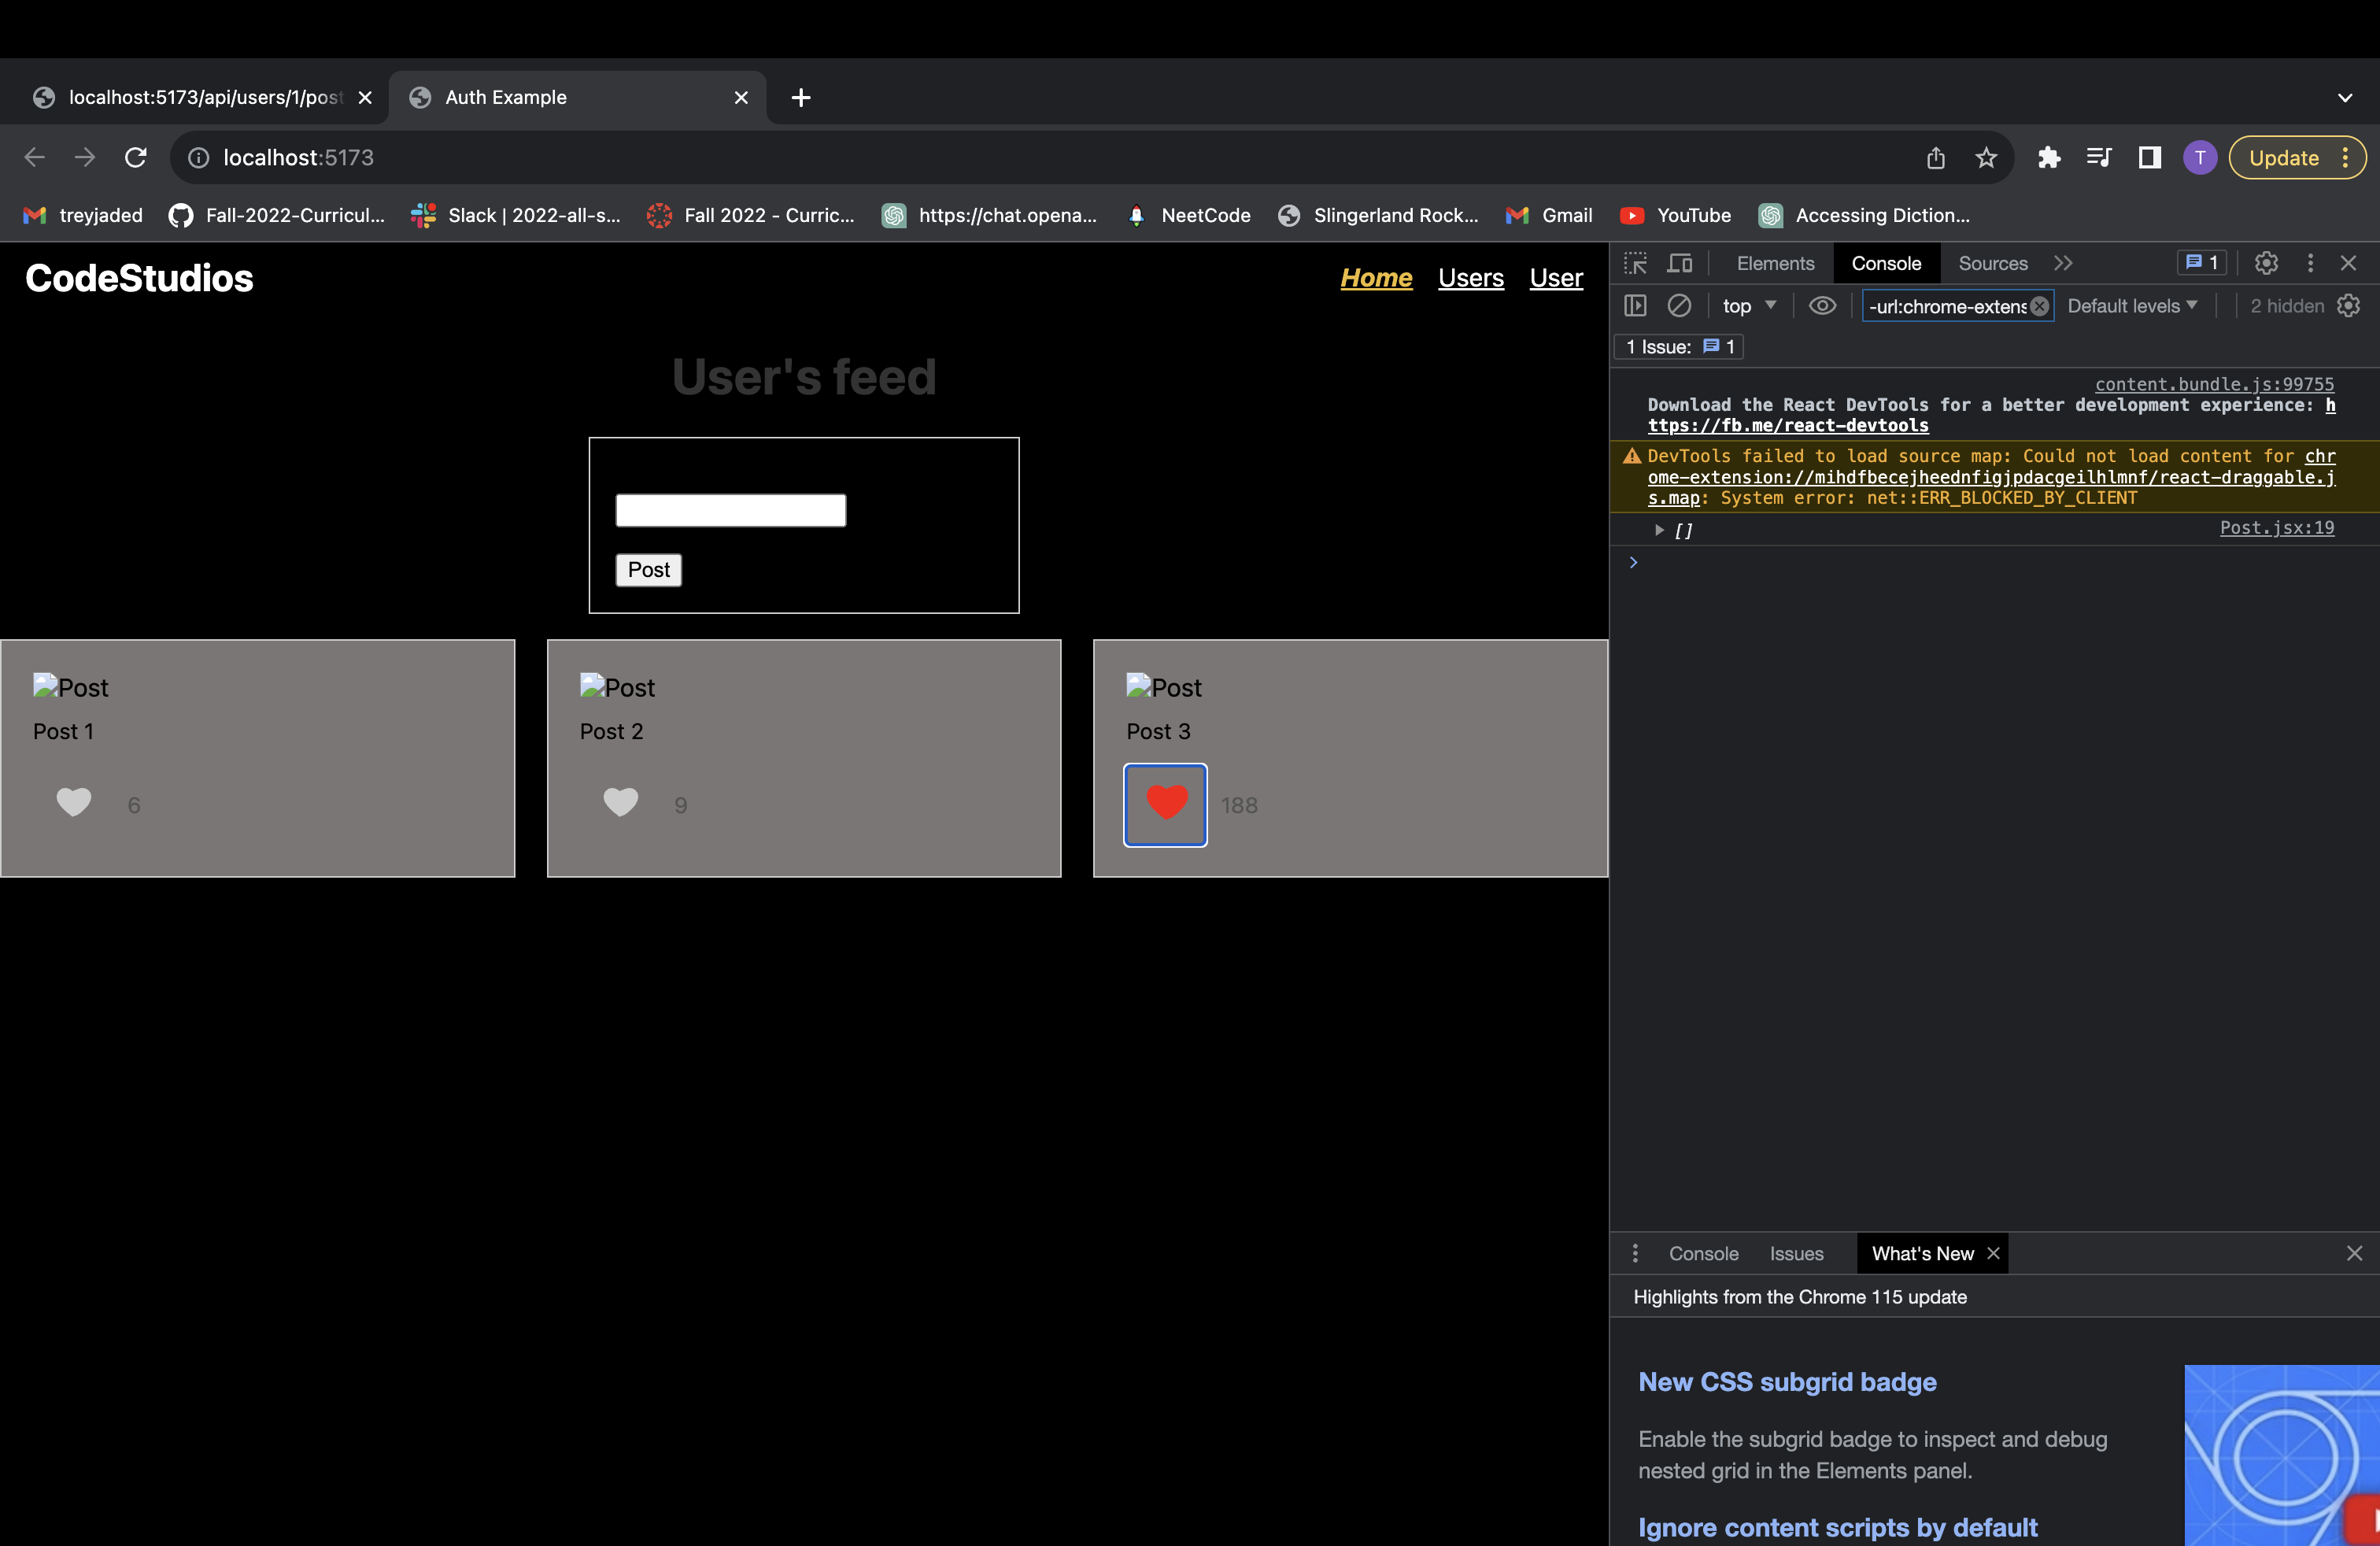 localhost:5173/api/users/1/post
Auth Example
localhost:5173
T
Update
treyjaded
Fall-2022-Curricul...
Slack | 2022-all-s...
Fall 2022 - Curric...
https://chat.opena...
NeetCode
Slingerland Rock...
Gmail
YouTube
Accessing Diction...
CodeStudios
Home
Users
User
User's feed
Post
Post
Post 1
6
Post
Post 2
9
Post
Post 3
188
Elements
Console
Sources
1
top
-url:chrome-extens
Default levels
2 hidden
1 Issue: 1
content.bundle.js:99755
Download the React DevTools for a better development experience: h
ttps://fb.me/react-devtools
DevTools failed to load source map: Could not load content for chr
ome-extension://mihdfbecejheednfigjpdacgeilhlmnf/react-draggable.j
s.map: System error: net::ERR_BLOCKED_BY_CLIENT
[]
Post.jsx:19
Console
Issues
What's New
Highlights from the Chrome 115 update
New CSS subgrid badge
Enable the subgrid badge to inspect and debug
nested grid in the Elements panel.
Ignore content scripts by default